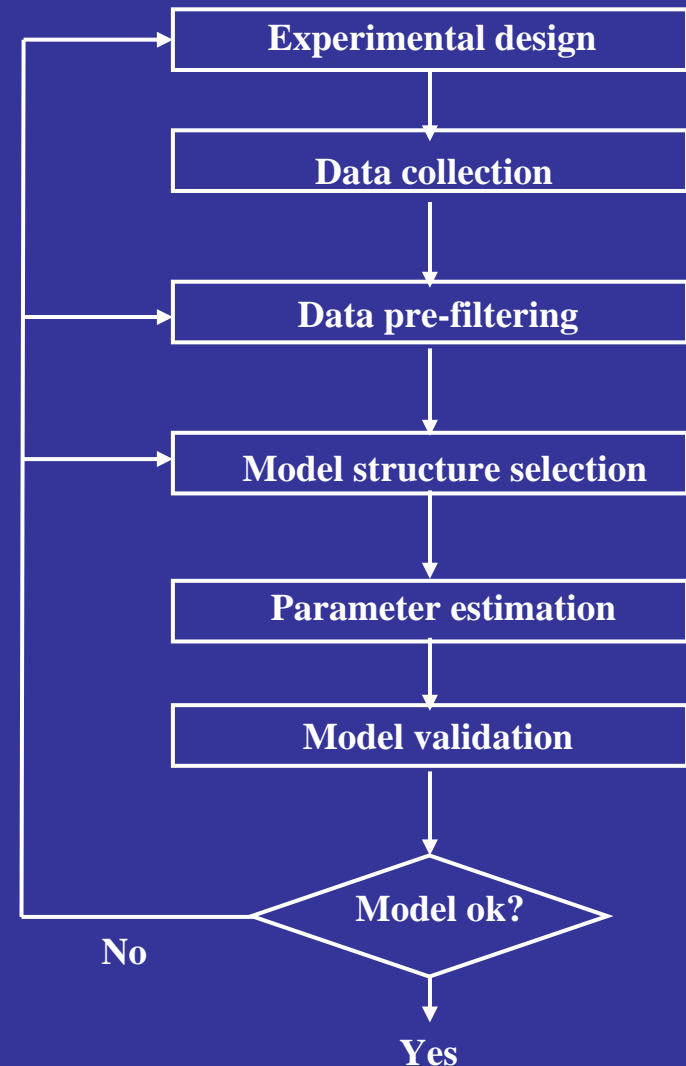 Experimental design
Data collection
Data pre-filtering
Model structure selection
Parameter estimation
Model validation
Model ok?
No
Yes